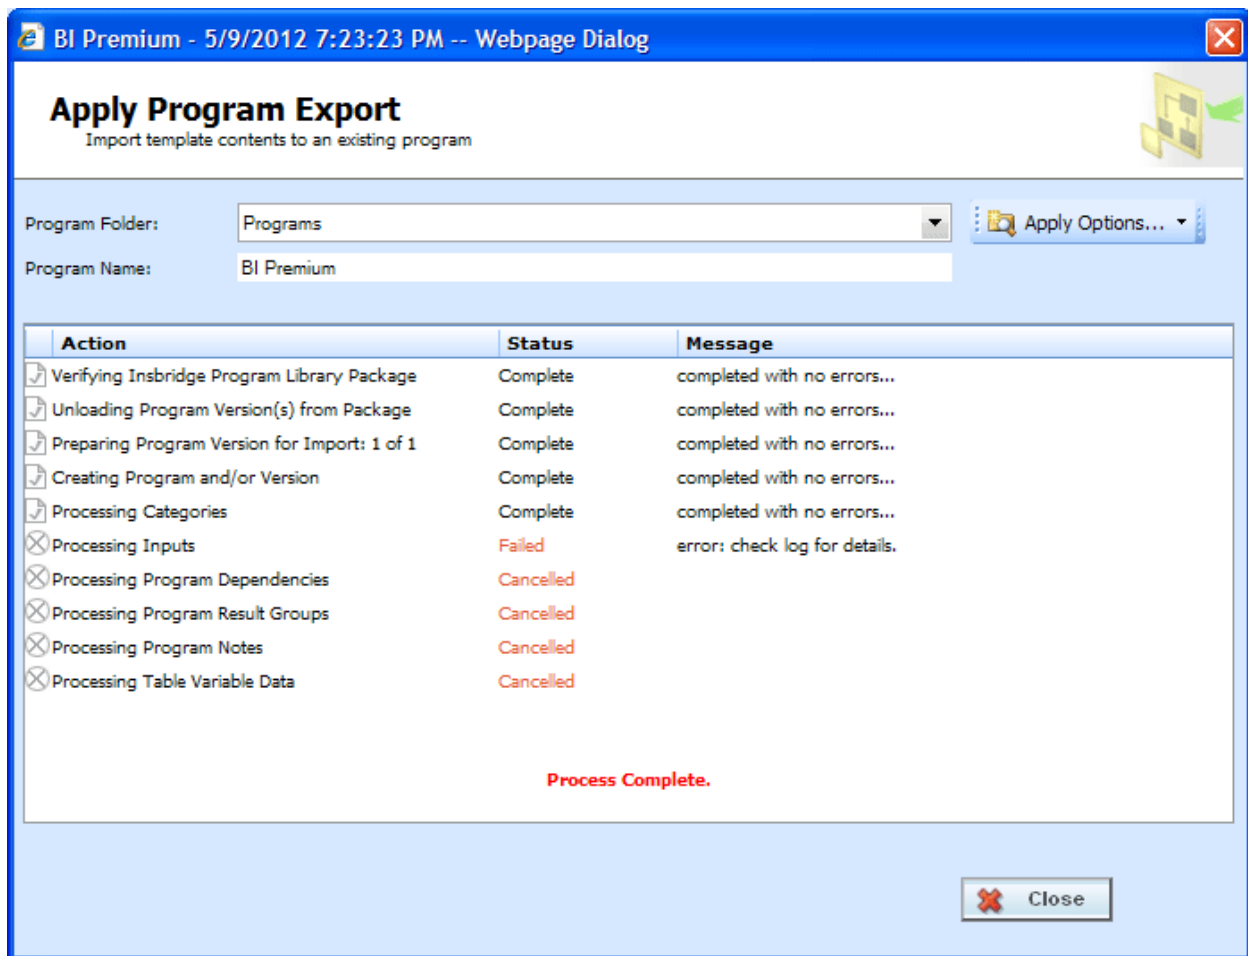 BI Premium - 5/9/2012 7:23:23 PM -- Webpage Dialog
Apply Program Export
Import template contents to an existing program
Program Folder: Programs Apply Options...
Program Name: BI Premium
Action Status Message
Verifying Insbridge Program Library Package Complete completed with no errors...
Unloading Program Version(s) from Package Complete completed with no errors...
Preparing Program Version for Import: 1 of 1 Complete completed with no errors...
Creating Program and/or Version Complete completed with no errors...
Processing Categories Complete completed with no errors...
Processing Inputs Failed error: check log for details.
Processing Program Dependencies Cancelled
Processing Program Result Groups Cancelled
Processing Program Notes Cancelled
Processing Table Variable Data Cancelled
Process Complete.
Close